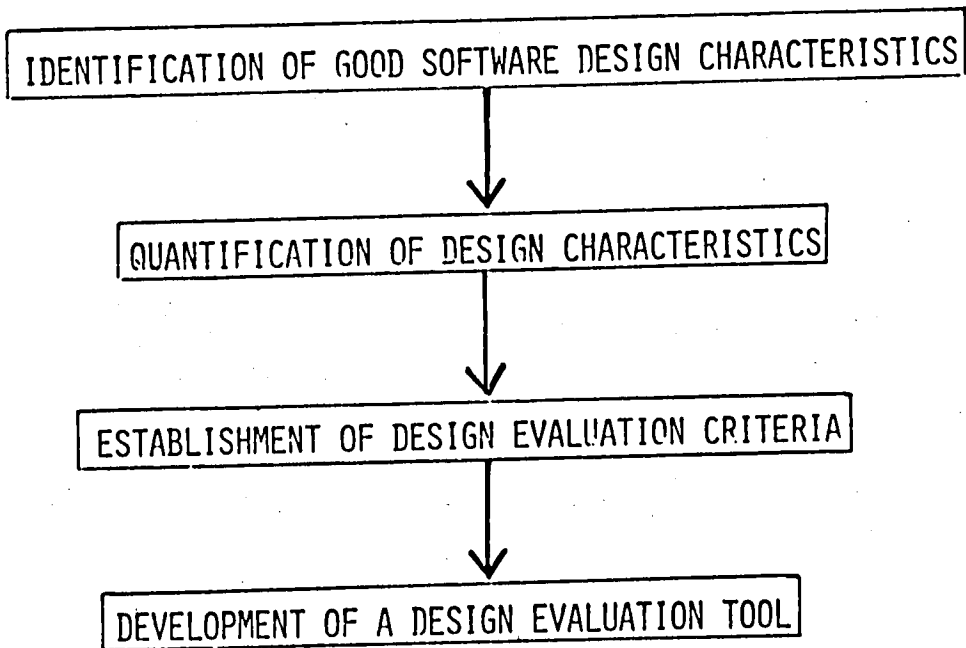 IDENTIFICATION OF GOOD SOFTWARE DESIGN CHARACTERISTICS
QUANTIFICATION OF DESIGN CHARACTERISTICS
ESTABLISHMENT OF DESIGN EVALUATION CRITERIA
DEVELOPMENT OF A DESIGN EVALUATION TOOL